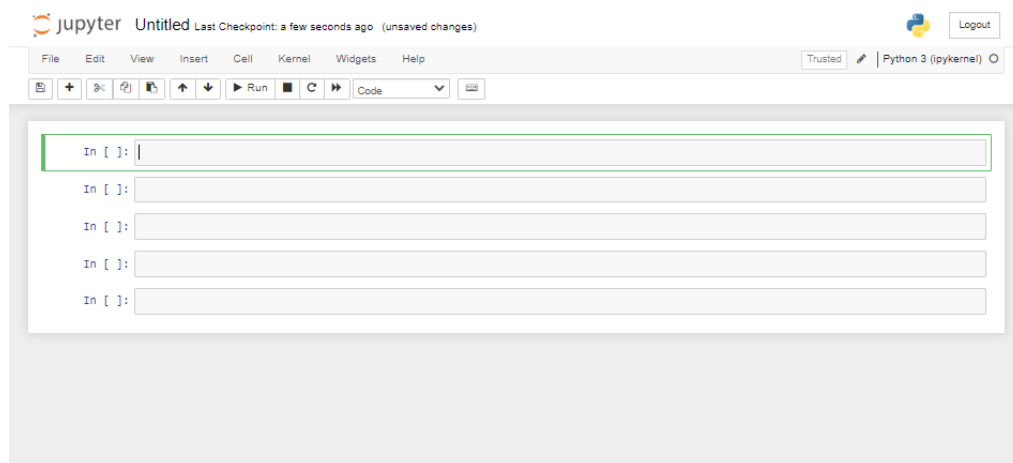 jupyter Untitled Last Checkpoint: a few seconds ago (unsaved changes) Logout
File Edit View Insert Cell Kernel Widgets Help Trusted Python 3 (ipykernel)
Run Code
In [ ]:
In [ ]:
In [ ]:
In [ ]:
In [ ]: